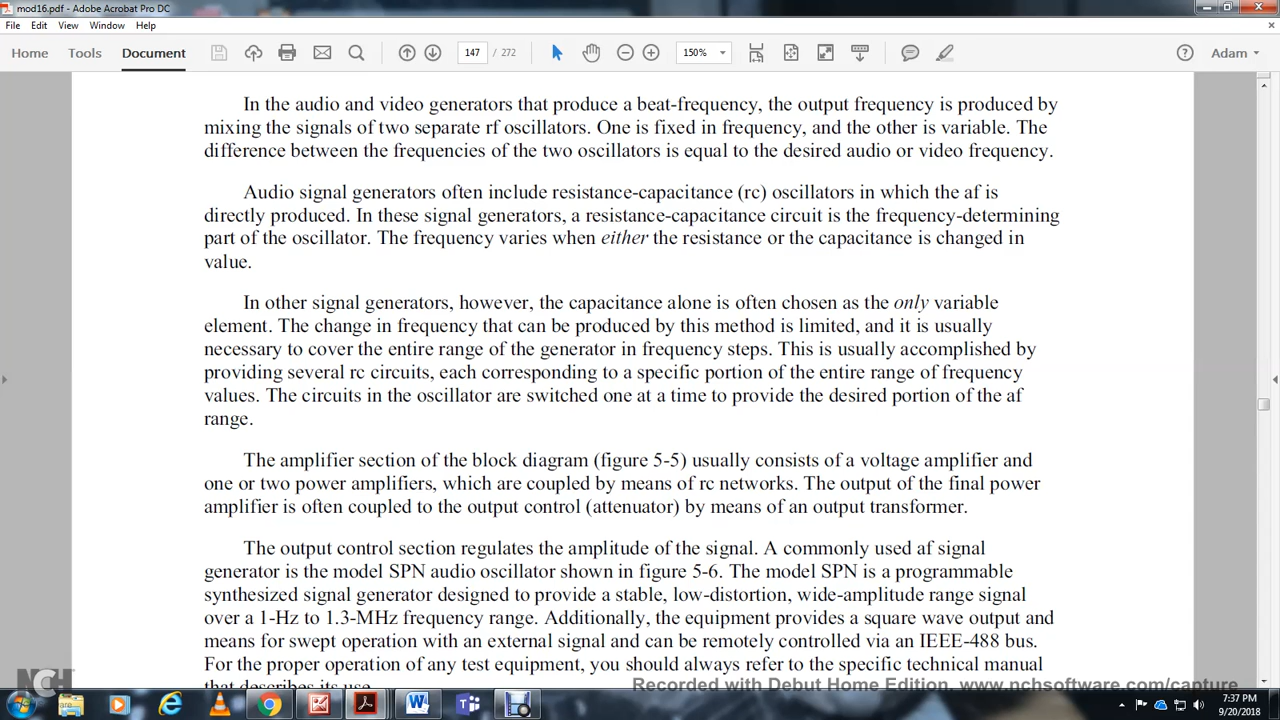 mod16.pdf - Adobe Acrobat Pro DC
File Edit View Window Help
Home Tools Document 147 / 272 150% Adam
In the audio and video generators that produce a beat-frequency, the output frequency is produced by
mixing the signals of two separate rf oscillators. One is fixed in frequency, and the other is variable. The
difference between the frequencies of the two oscillators is equal to the desired audio or video frequency.
Audio signal generators often include resistance-capacitance (rc) oscillators in which the af is
directly produced. In these signal generators, a resistance-capacitance circuit is the frequency-determining
part of the oscillator. The frequency varies when either the resistance or the capacitance is changed in
value.
In other signal generators, however, the capacitance alone is often chosen as the only variable
element. The change in frequency that can be produced by this method is limited, and it is usually
necessary to cover the entire range of the generator in frequency steps. This is usually accomplished by
providing several rc circuits, each corresponding to a specific portion of the entire range of frequency
values. The circuits in the oscillator are switched one at a time to provide the desired portion of the af
range.
The amplifier section of the block diagram (figure 5-5) usually consists of a voltage amplifier and
one or two power amplifiers, which are coupled by means of rc networks. The output of the final power
amplifier is often coupled to the output control (attenuator) by means of an output transformer.
The output control section regulates the amplitude of the signal. A commonly used af signal
generator is the model SPN audio oscillator shown in figure 5-6. The model SPN is a programmable
synthesized signal generator designed to provide a stable, low-distortion, wide-amplitude range signal
over a 1-Hz to 1.3-MHz frequency range. Additionally, the equipment provides a square wave output and
means for swept operation with an external signal and can be remotely controlled via an IEEE-488 bus.
For the proper operation of any test equipment, you should always refer to the specific technical manual
that describes its use.
NCH
Recorded with Debut Home Edition. www.nchsoftware.com/capture
7:37 PM
9/20/2018